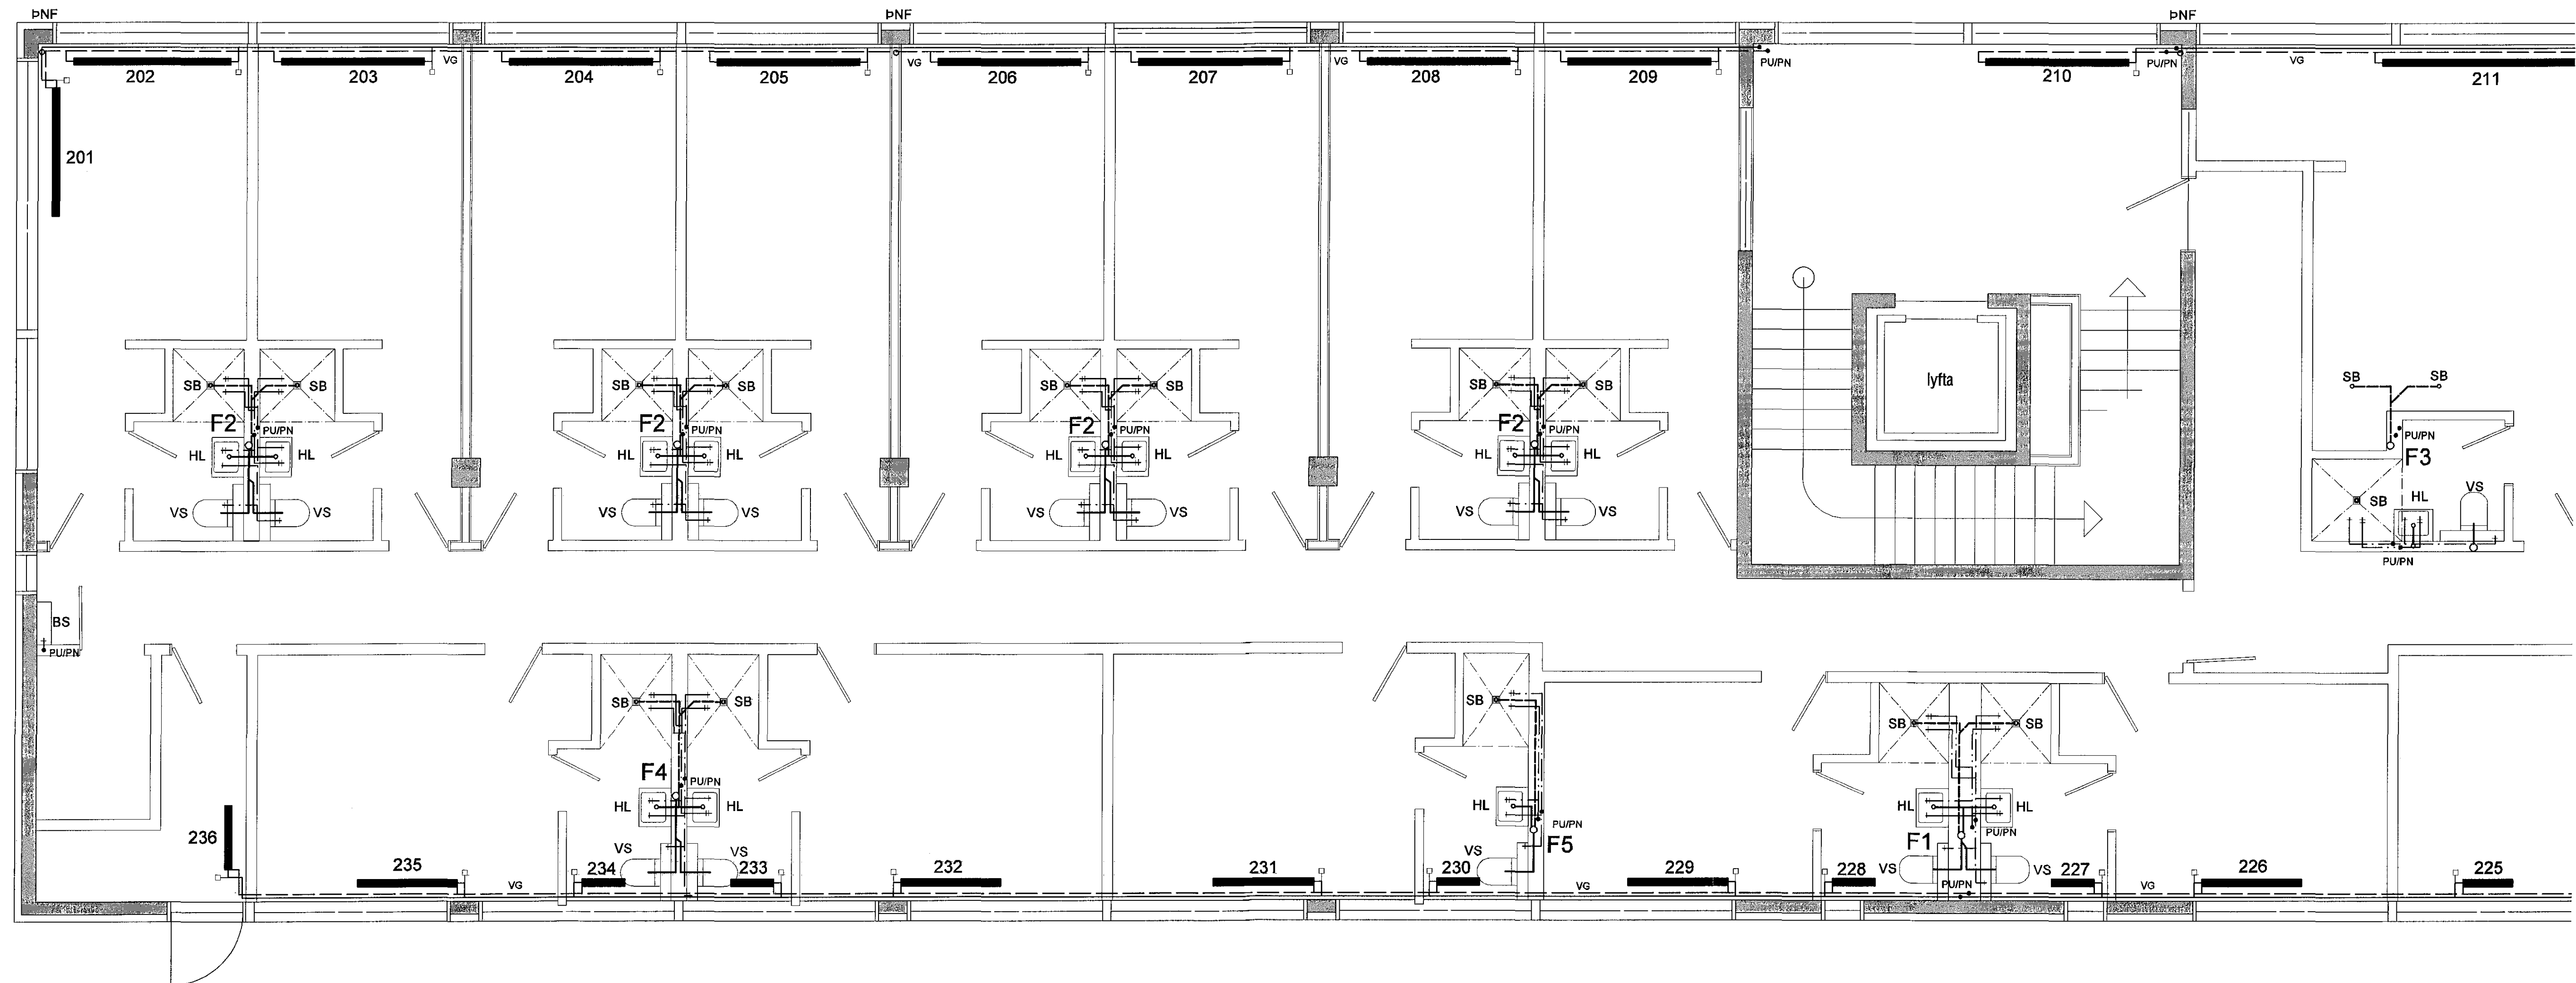 ÞNF ÞNF ÞNF
VG VG VG PU/PN PU/PN VG
202 203 204 205 206 207 208 209 210 211
201
lyfta
SB SB SB SB SB SB SB SB SB SB
F2 F2 F2 F2
PU/PN PU/PN PU/PN PU/PN PU/PN
HL HL HL HL HL HL HL HL F3
VS SB HL
VS VS VS VS VS VS VS VS
PU/PN
BS
PU/PN
SB SB SB SB SB
F4 PU/PN
HL HL HL HL HL
PU/PN PU/PN
236 F5 F1
VS VS VS
235 234 233 232 231 230 229 228 VS VS 227 226 225
VG VG PU/PN VG